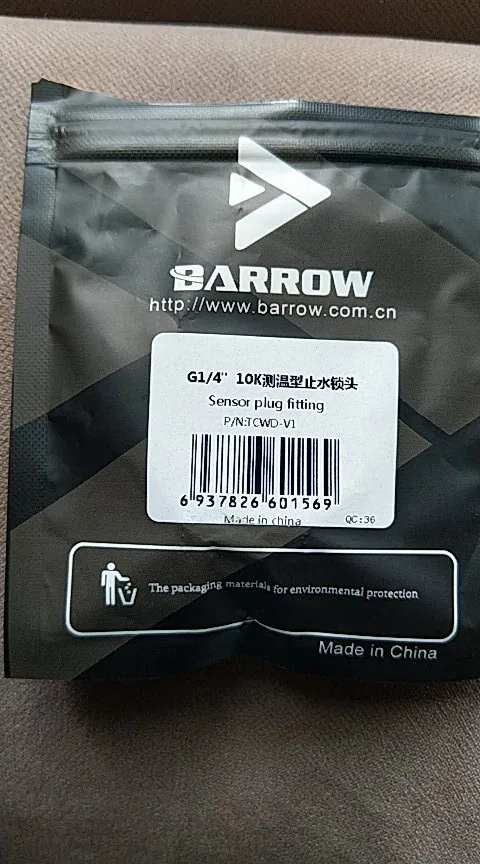 BARROW
http://www.barrow.com.cn
G1/4" 10K测温型止水锁头
Sensor plug fitting
P/N:TCWD-V1
6 937826 601569
Made in china QC:36
The packaging materials for environmental protection
Made in China